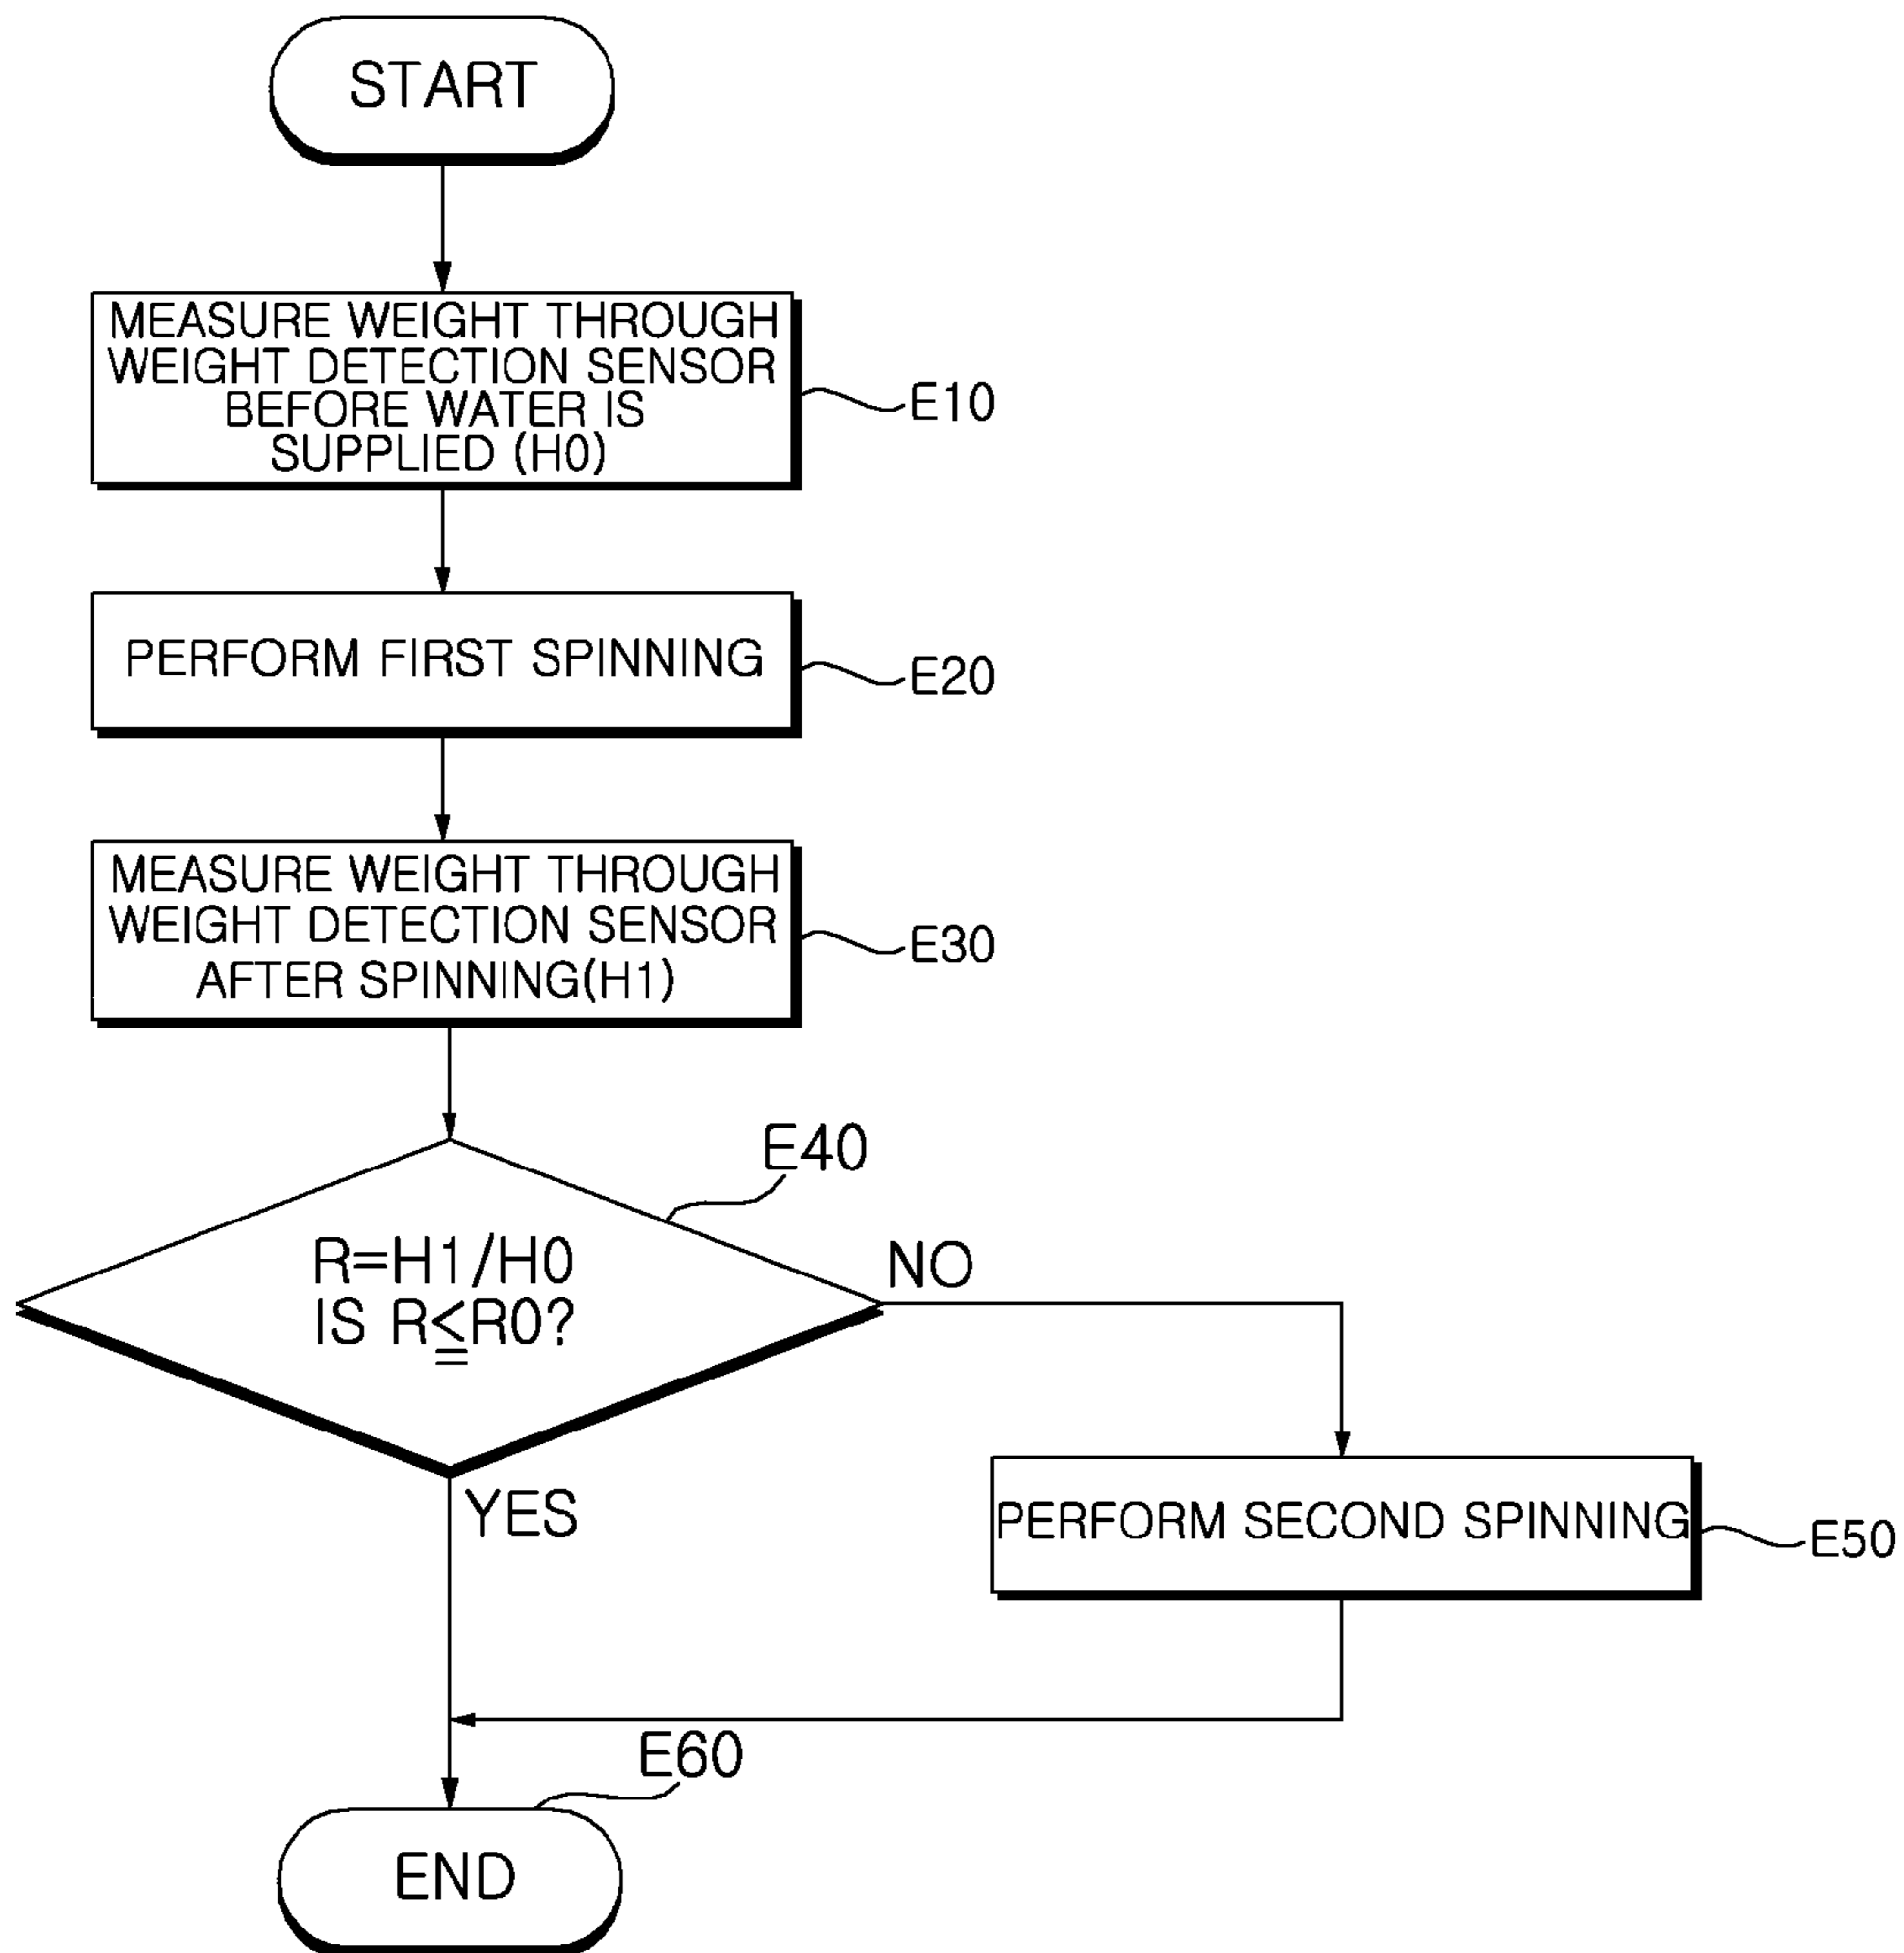 START
MEASURE WEIGHT THROUGH
WEIGHT DETECTION SENSOR
BEFORE WATER IS
SUPPLIED (H0)
E10
PERFORM FIRST SPINNING
E20
MEASURE WEIGHT THROUGH
WEIGHT DETECTION SENSOR
AFTER SPINNING(H1)
E30
E40
R=H1/H0
IS R≦R0?
NO
YES
PERFORM SECOND SPINNING
E50
E60
END